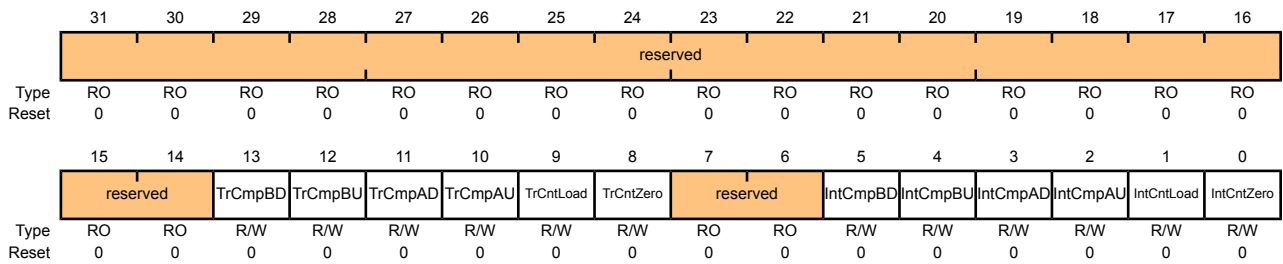 31 30 29 28 27 26 25 24 23 22 21 20 19 18 17 16
reserved
Type RO RO RO RO RO RO RO RO RO RO RO RO RO RO RO RO
Reset 0 0 0 0 0 0 0 0 0 0 0 0 0 0 0 0
15 14 13 12 11 10 9 8 7 6 5 4 3 2 1 0
reserved TrCmpBD TrCmpBU TrCmpAD TrCmpAU TrCntLoad TrCntZero reserved IntCmpBD IntCmpBU IntCmpAD IntCmpAU IntCntLoad IntCntZero
Type RO RO R/W R/W R/W R/W R/W R/W RO RO R/W R/W R/W R/W R/W R/W
Reset 0 0 0 0 0 0 0 0 0 0 0 0 0 0 0 0